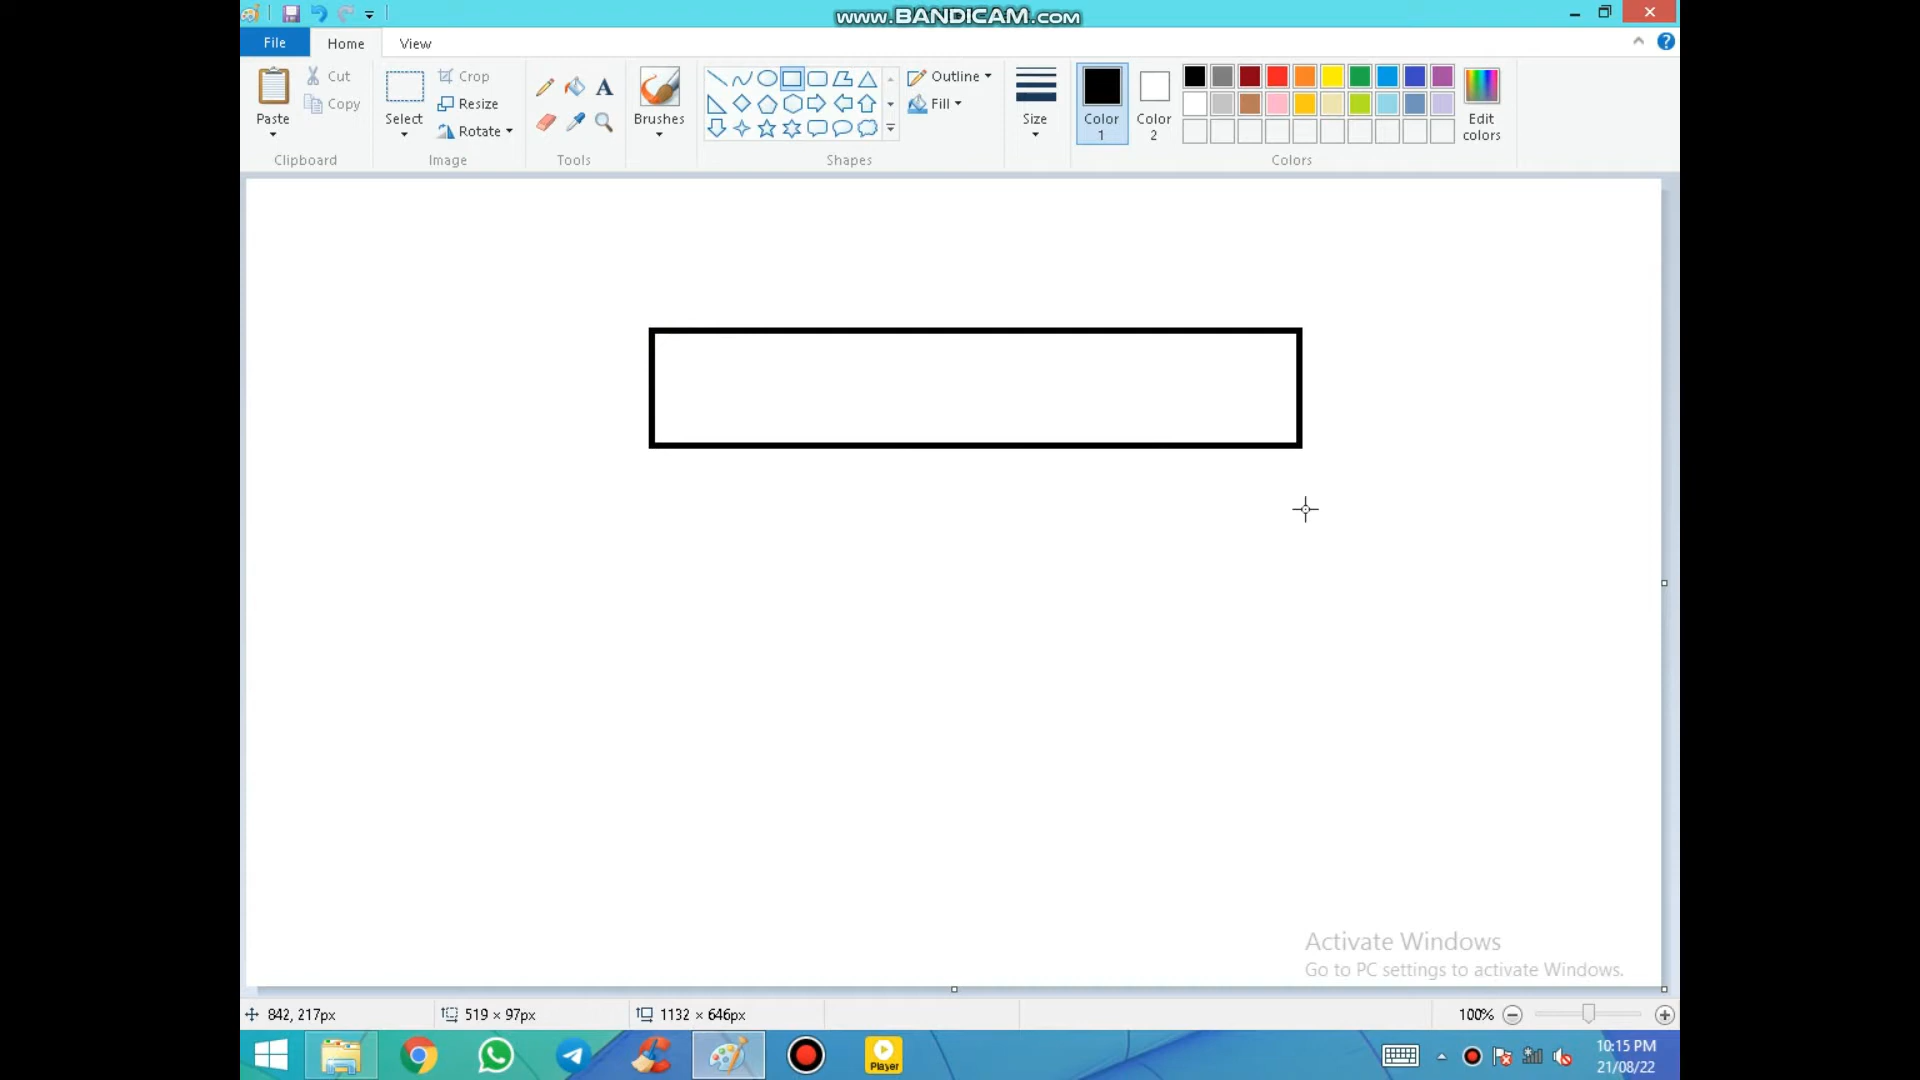 www.BANDICAM.com
File
Home
View
Paste
Cut
Copy
Clipboard
Select
Crop
Resize
Rotate
Image
A
Tools
Brushes
Shapes
Outline
Fill
Size
Color
1
Color
2
Edit
colors
Colors
Activate Windows
Go to PC settings to activate Windows.
842, 217px
519 × 97px
1132 × 646px
100%
Player
10:15 PM
21/08/22